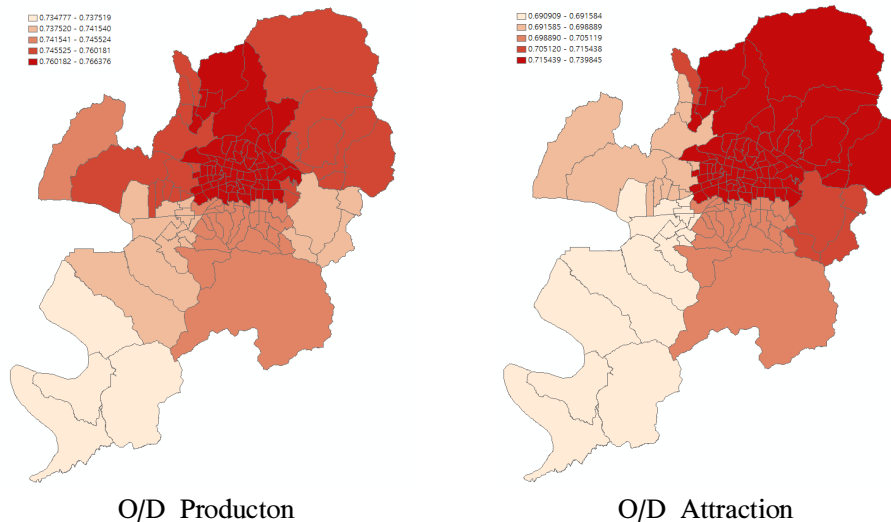 0.734777 - 0.737519
0.737520 - 0.741540
0.741541 - 0.745524
0.745525 - 0.760181
0.760182 - 0.766376
0.690909 - 0.691584
0.691585 - 0.698889
0.698890 - 0.705119
0.705120 - 0.715438
0.715439 - 0.739845
O/D Producton
O/D Attraction